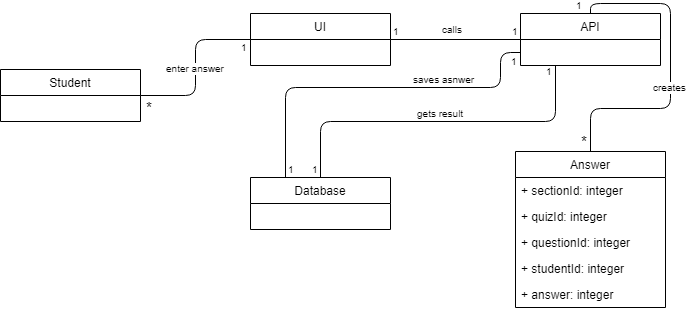 1
UI
API
1
calls
1
1
enter answer
1
1
creates
saves asnwer
Student
*
gets result
*
Answer
1
1
Database
+ sectionId: integer
+ quizId: integer
+ questionId: integer
+ studentId: integer
+ answer: integer